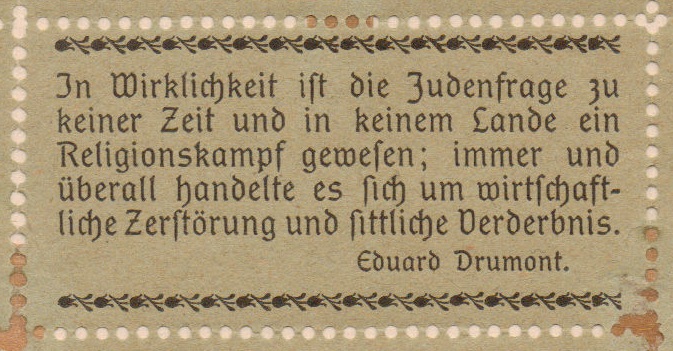 In Wirklichkeit ist die Judenfrage zu
keiner Zeit und in keinem Lande ein
Religionskampf gewesen; immer und
überall handelte es sich um wirtschaft-
liche Zerstörung und sittliche Verderbnis.
Eduard Drumont.